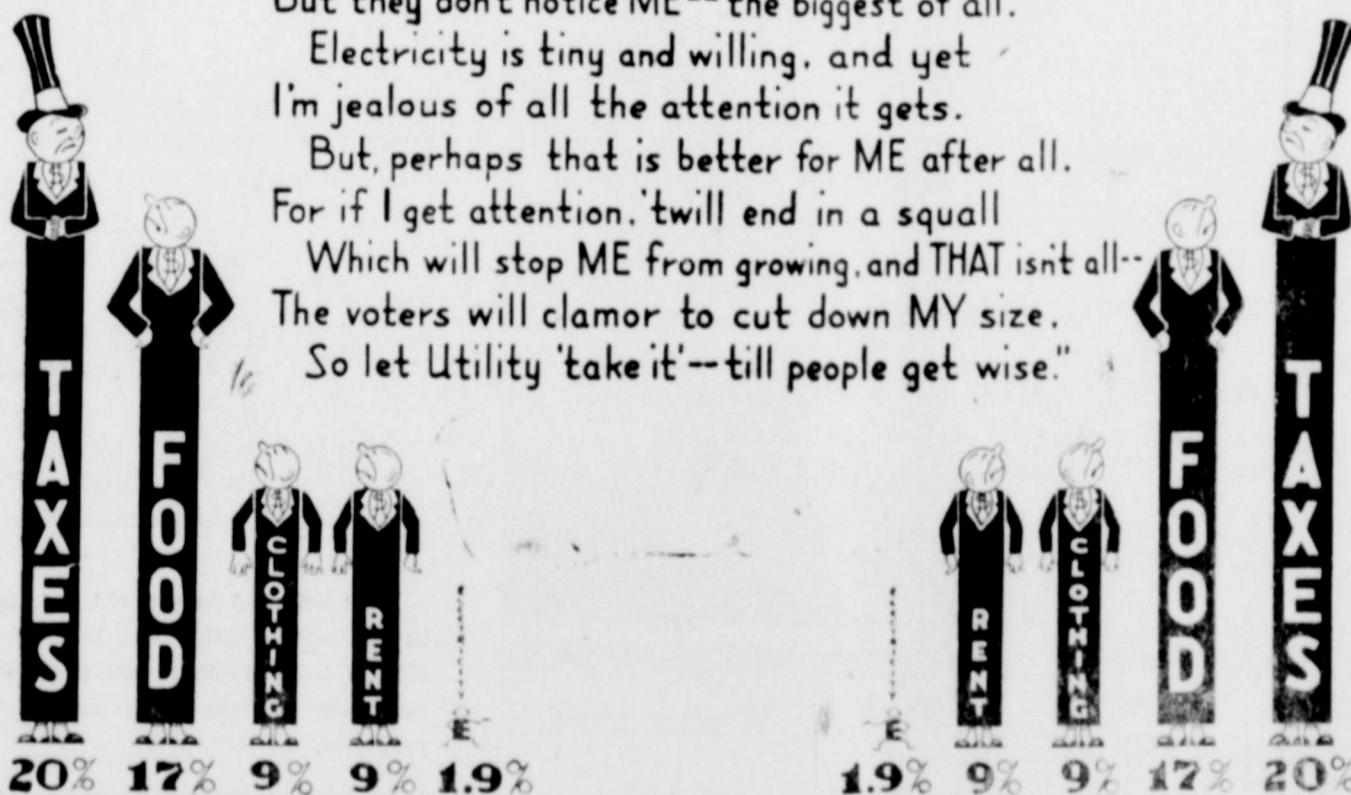 But they don't notice ME -- the biggest of all.
Electricity is tiny and willing, and yet
I'm jealous of all the attention it gets.
But, perhaps that is better for ME after all.
For if I get attention, 'twill end in a squall
Which will stop ME from growing, and THAT isn't all--
The voters will clamor to cut down MY size.
So let Utility 'take it' -- till people get wise."
TAXES
FOOD
CLOTHING
RENT
ELECTRICITY
E
ELECTRICITY
E
RENT
CLOTHING
FOOD
TAXES
20% 17% 9% 9% 1.9% 1.9% 9% 9% 17% 20%